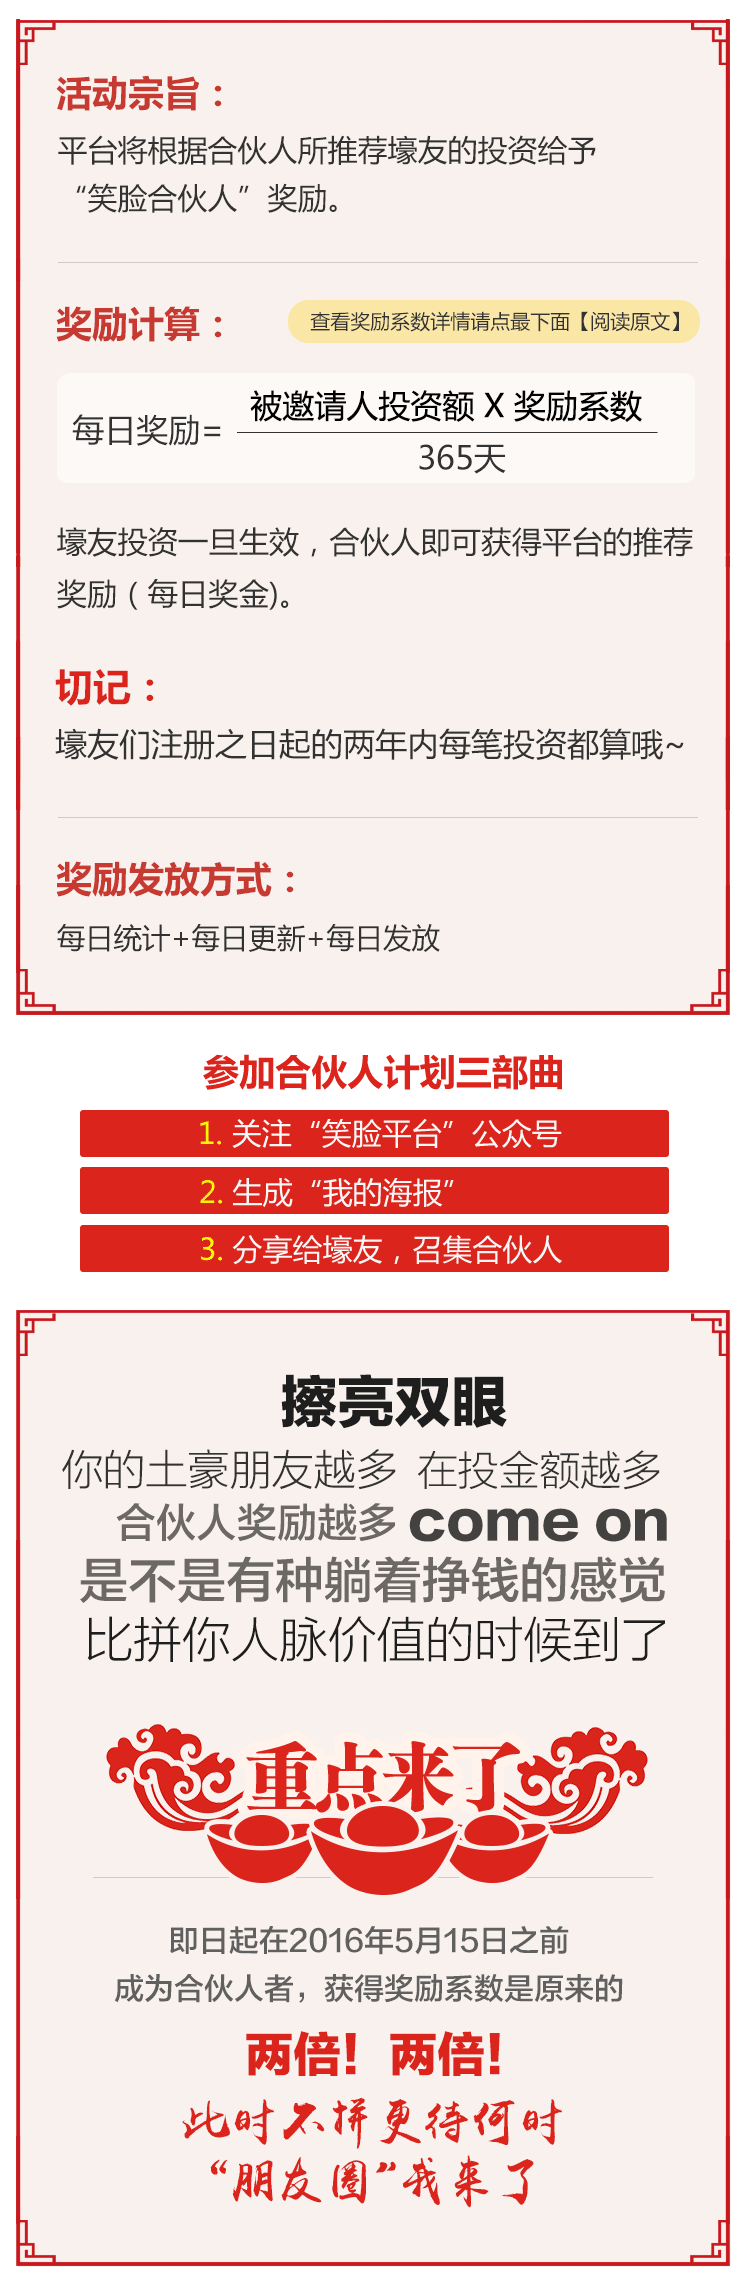 活动宗旨：
平台将根据合伙人所推荐壕友的投资给予
“笑脸合伙人”奖励。
奖励计算：
查看奖励系数详情请点最下面【阅读原文】
每日奖励=
被邀请人投资额 X 奖励系数
365天
壕友投资一旦生效，合伙人即可获得平台的推荐
奖励（每日奖金)。
切记：
壕友们注册之日起的两年内每笔投资都算哦~
奖励发放方式：
每日统计+每日更新+每日发放
参加合伙人计划三部曲
1. 关注“笑脸平台”公众号
2. 生成“我的海报”
3. 分享给壕友，召集合伙人
擦亮双眼
你的土豪朋友越多 在投金额越多
合伙人奖励越多 come on
是不是有种躺着挣钱的感觉
比拼你人脉价值的时候到了
重点来了
即日起在2016年5月15日之前
成为合伙人者，获得奖励系数是原来的
两倍！两倍！
此时不拼更待何时
“朋友圈”我来了